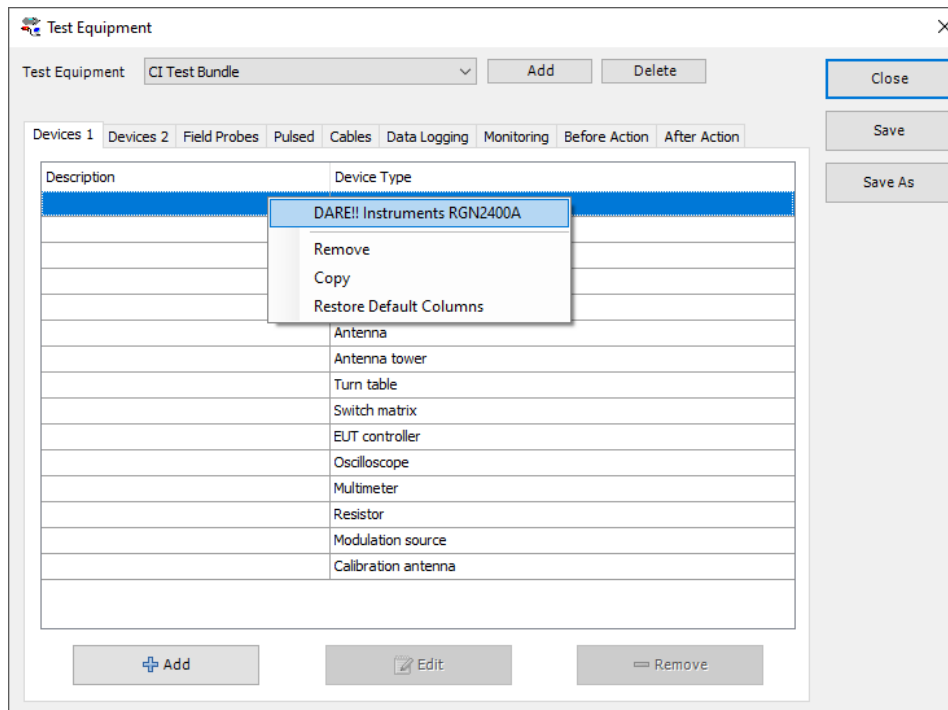 Test Equipment
Test Equipment CI Test Bundle Add Delete Close
Devices 1 Devices 2 Field Probes Pulsed Cables Data Logging Monitoring Before Action After Action Save
Description Device Type Save As
DARE!! Instruments RGN2400A
Remove
Copy
Restore Default Columns
Antenna
Antenna tower
Turn table
Switch matrix
EUT controller
Oscilloscope
Multimeter
Resistor
Modulation source
Calibration antenna
Add Edit Remove